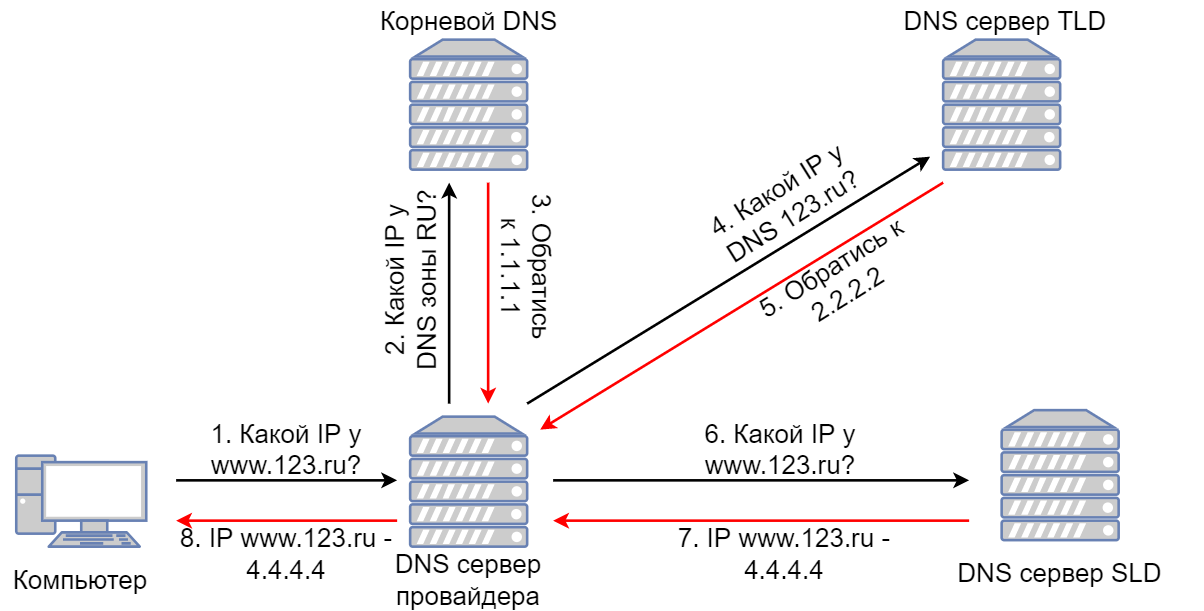 Корневой DNS
DNS сервер TLD
2. Какой IP у
DNS зоны RU?
3. Обратись
к 1.1.1.1
4. Какой IP у
DNS 123.ru?
5. Обратись к
2.2.2.2
1. Какой IP у
www.123.ru?
6. Какой IP у
www.123.ru?
8. IP www.123.ru -
4.4.4.4
7. IP www.123.ru -
4.4.4.4
Компьютер
DNS сервер
провайдера
DNS сервер SLD